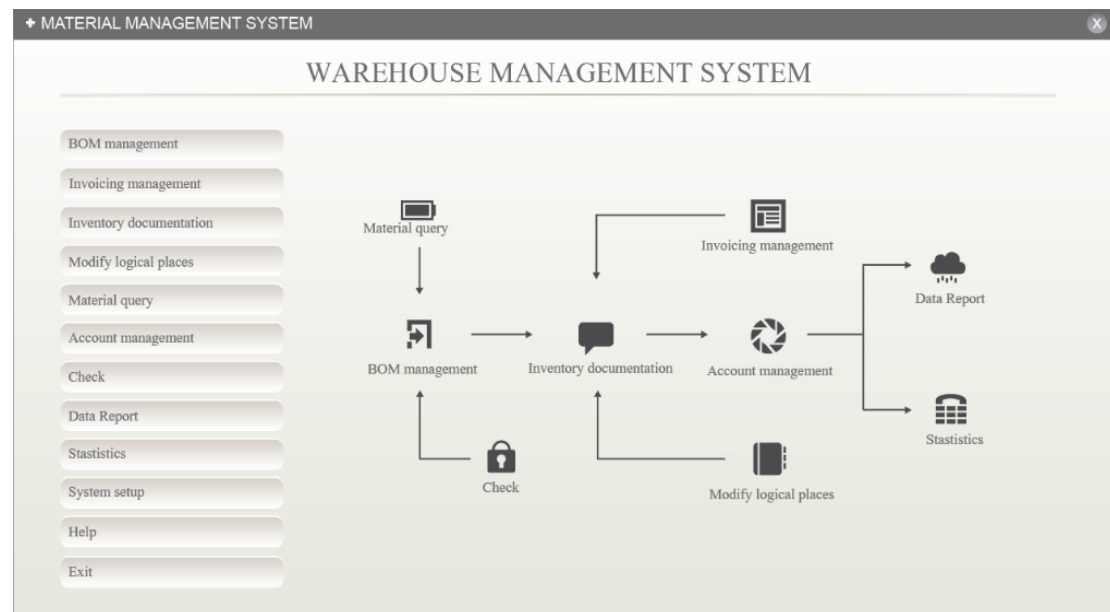 MATERIAL MANAGEMENT SYSTEM
X
WAREHOUSE MANAGEMENT SYSTEM
BOM management
Invoicing management
Inventory documentation
Modify logical places
Material query
Account management
Check
Data Report
Stastistics
System setup
Help
Exit
Material query
Invoicing management
Data Report
BOM management
Inventory documentation
Account management
Stastistics
Check
Modify logical places